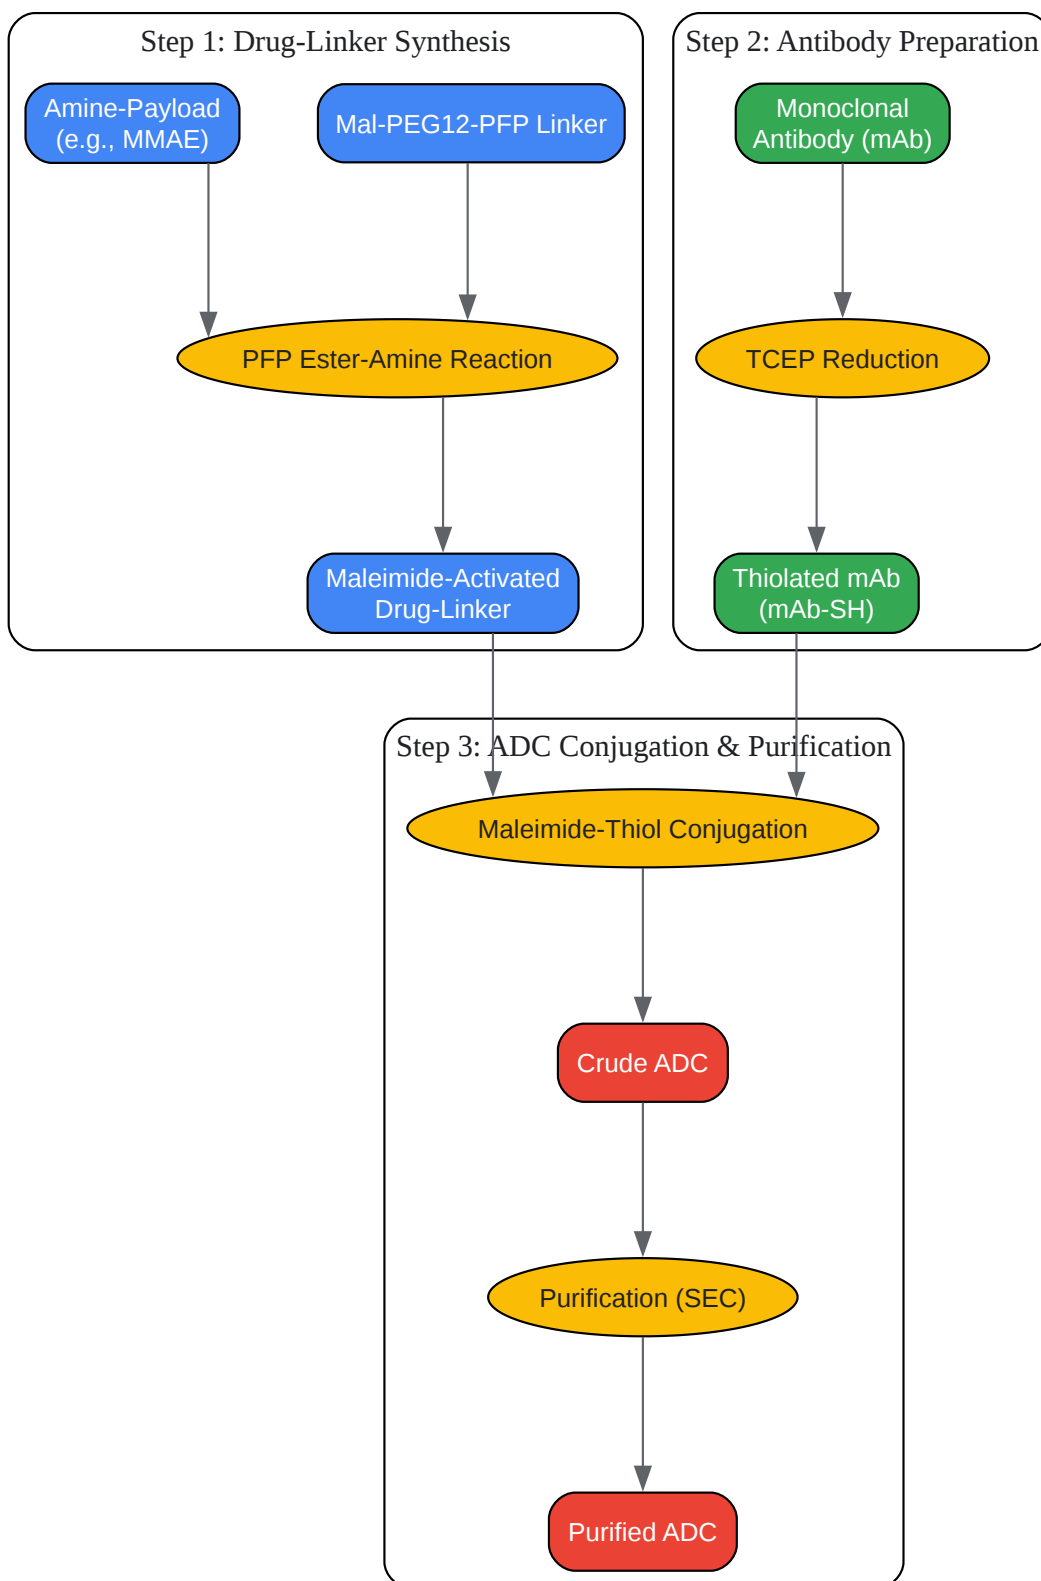 Step 1: Drug-Linker Synthesis
Amine-Payload
(e.g., MMAE)
Mal-PEG12-PFP Linker
PFP Ester-Amine Reaction
Maleimide-Activated
Drug-Linker
Step 2: Antibody Preparation
Monoclonal
Antibody (mAb)
TCEP Reduction
Thiolated mAb
(mAb-SH)
Step 3: ADC Conjugation & Purification
Maleimide-Thiol Conjugation
Crude ADC
Purification (SEC)
Purified ADC